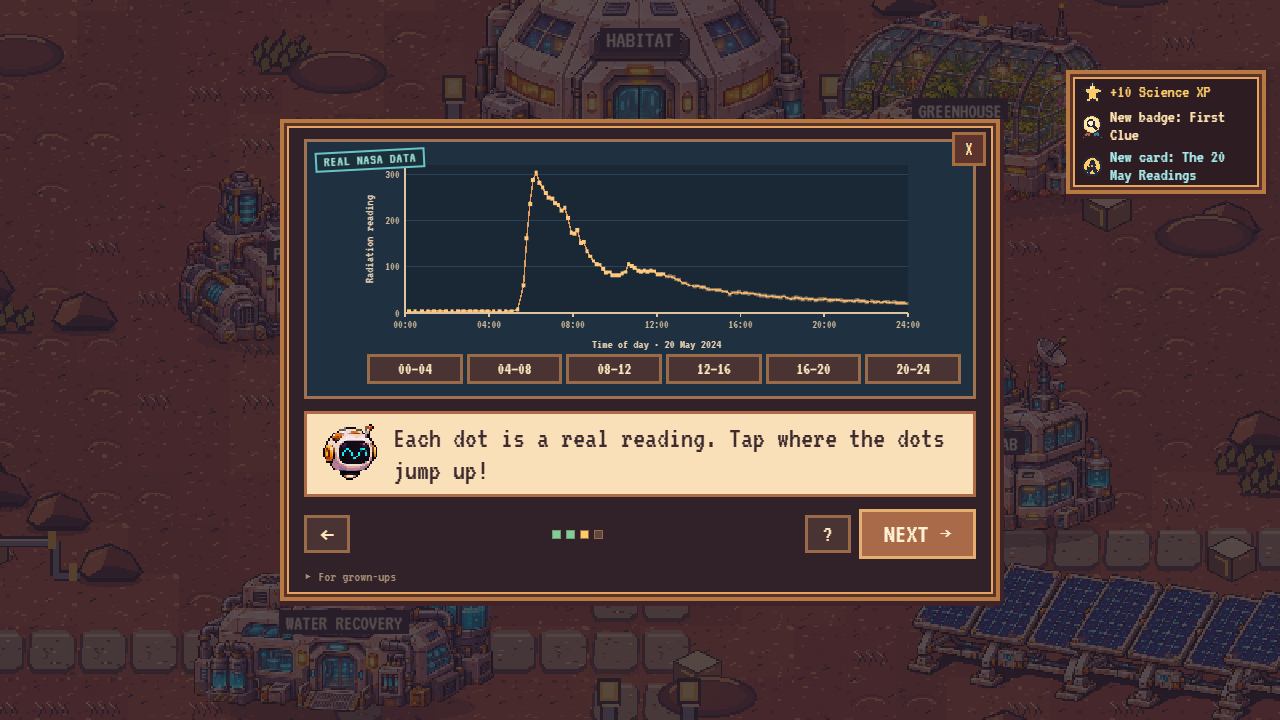 HABITAT
GREENHOUSE
+10 Science XP
New badge: First
Clue
New card: The 20
May Readings
REAL NASA DATA
X
300
200
100
0
Radiation reading
00:00 04:00 08:00 12:00 16:00 20:00 24:00
Time of day · 20 May 2024
00–04 04–08 08–12 12–16 16–20 20–24
Each dot is a real reading. Tap where the dots
jump up!
← ? NEXT →
▸ For grown-ups
WATER RECOVERY